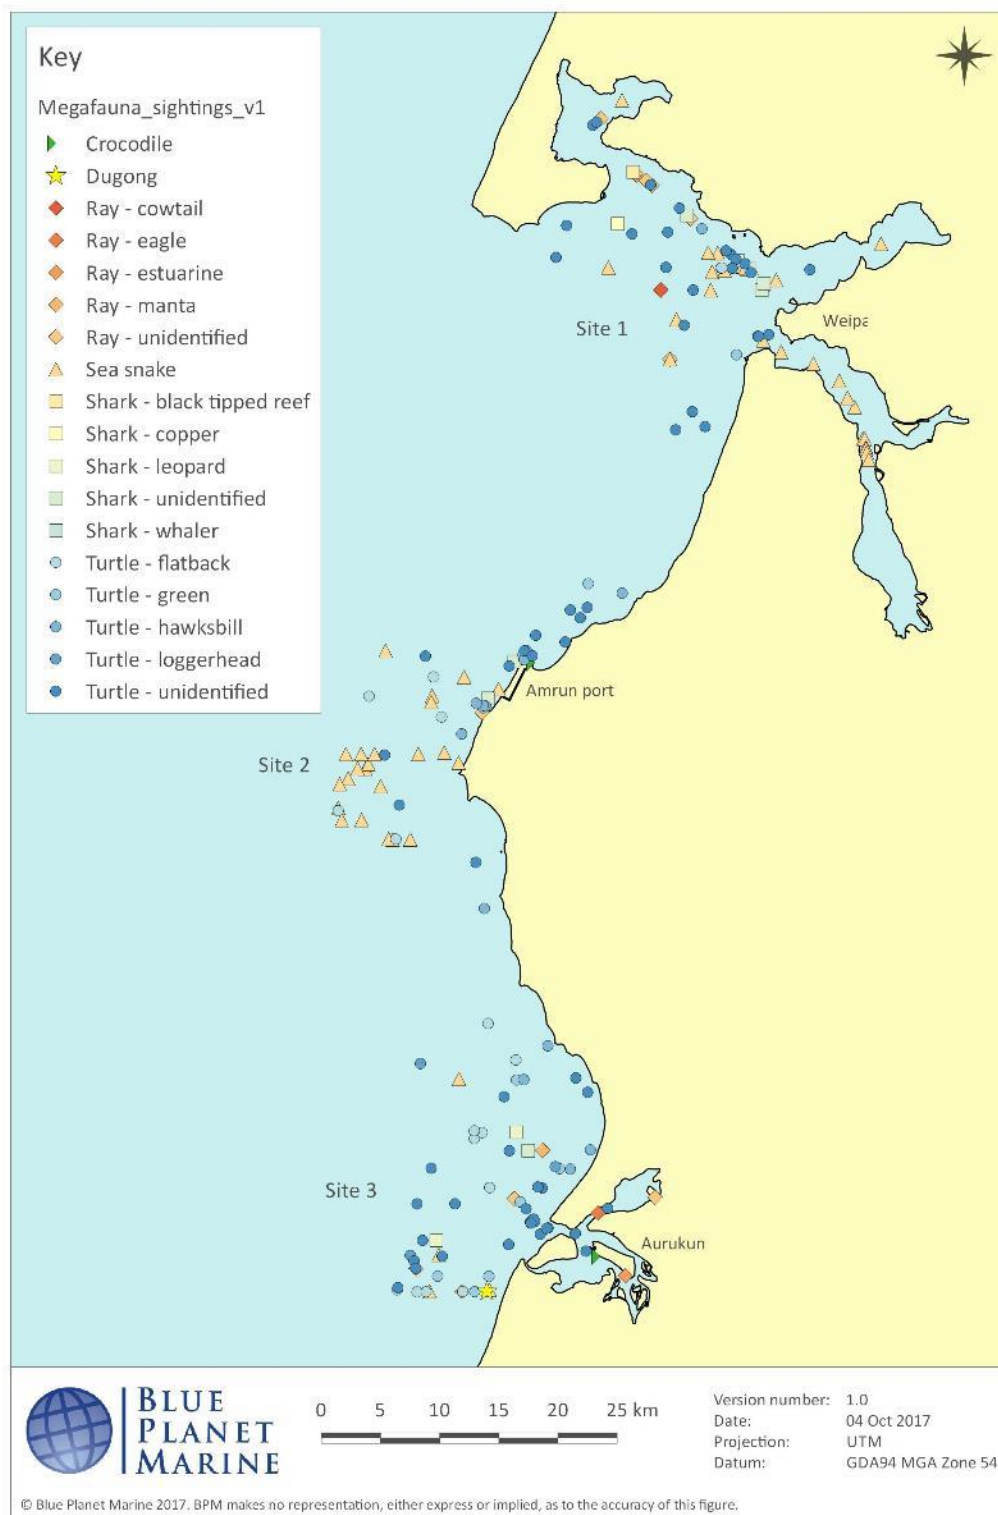 Key
Megafauna_sightings_v1
Crocodile
Dugong
Ray - cowtail
Ray - eagle
Ray - estuarine
Ray - manta
Ray - unidentified
Sea snake
Shark - black tipped reef
Shark - copper
Shark - leopard
Shark - unidentified
Shark - whaler
Turtle - flatback
Turtle - green
Turtle - hawksbill
Turtle - loggerhead
Turtle - unidentified
Site 1
Weipa
Amrun port
Site 2
Site 3
Aurukun
BLUE
PLANET
MARINE
0 5 10 15 20 25 km
Version number: 1.0
Date: 04 Oct 2017
Projection: UTM
Datum: GDA94 MGA Zone 54
© Blue Planet Marine 2017. BPM makes no representation, either express or implied, as to the accuracy of this figure.